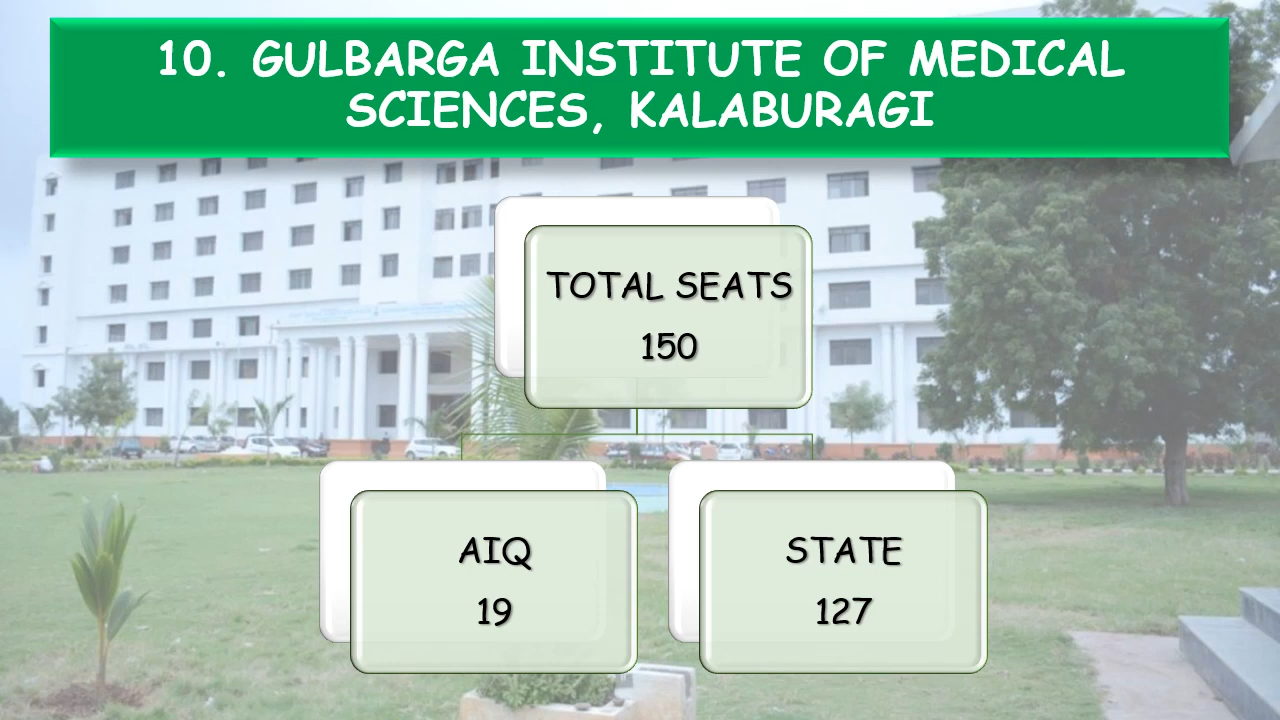 10. GULBARGA INSTITUTE OF MEDICAL
SCIENCES, KALABURAGI
TOTAL SEATS
150
AIQ
19
STATE
127